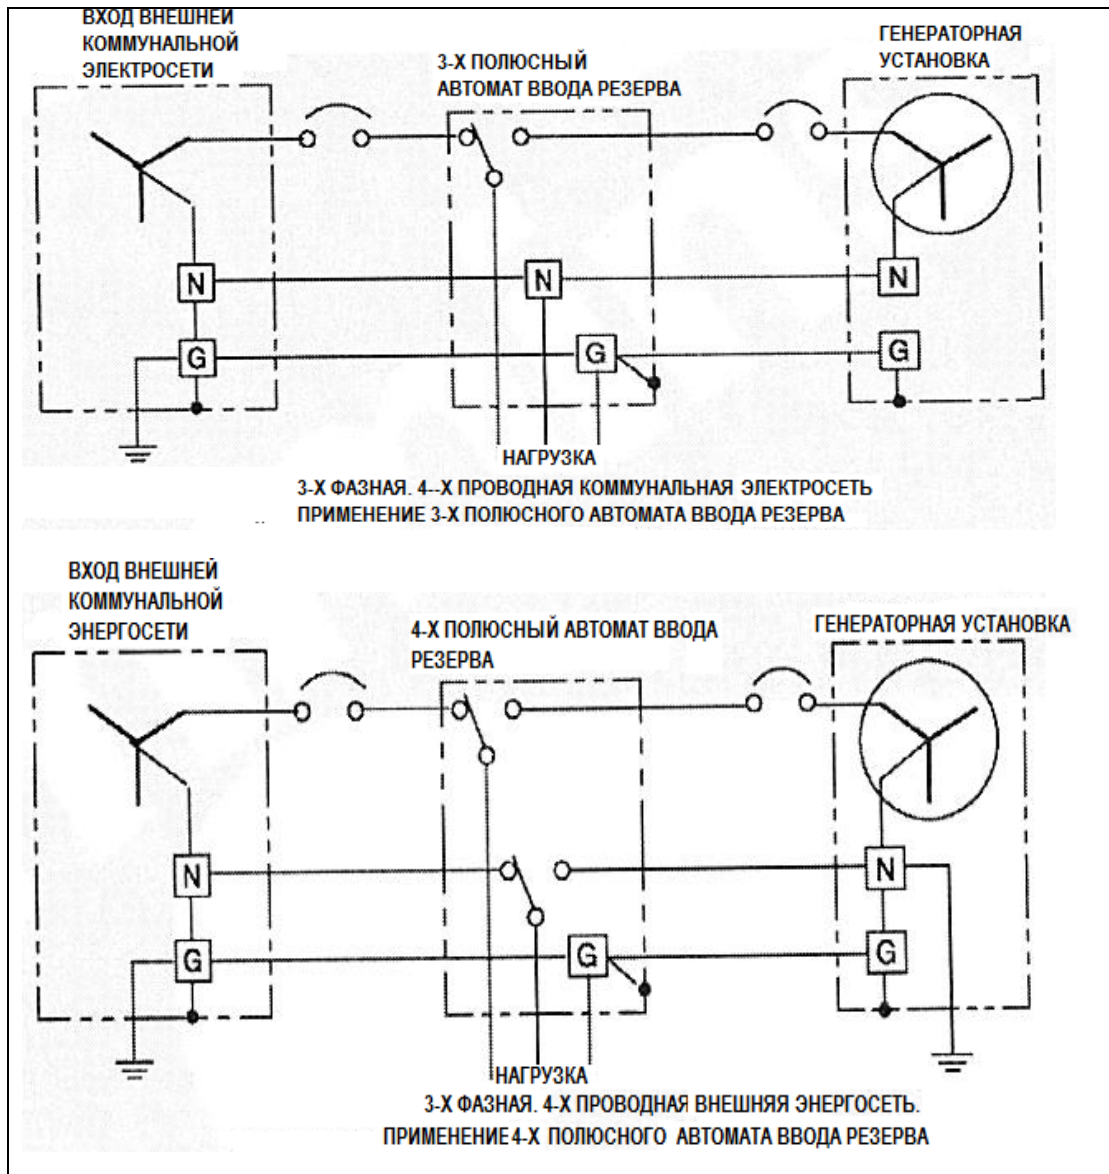 ВХОД ВНЕШНЕЙ
КОММУНАЛЬНОЙ
ЭЛЕКТРОСЕТИ
3-Х ПОЛЮСНЫЙ
АВТОМАТ ВВОДА РЕЗЕРВА
ГЕНЕРАТОРНАЯ
УСТАНОВКА
N
N
N
G
G
G
НАГРУЗКА
3-Х ФАЗНАЯ. 4--Х ПРОВОДНАЯ КОММУНАЛЬНАЯ ЭЛЕКТРОСЕТЬ
ПРИМЕНЕНИЕ 3-Х ПОЛЮСНОГО АВТОМАТА ВВОДА РЕЗЕРВА
ВХОД ВНЕШНЕЙ
КОММУНАЛЬНОЙ
ЭНЕРГОСЕТИ
4-Х ПОЛЮСНЫЙ АВТОМАТ ВВОДА
РЕЗЕРВА
ГЕНЕРАТОРНАЯ УСТАНОВКА
N
N
G
G
G
НАГРУЗКА
3-Х ФАЗНАЯ. 4-Х ПРОВОДНАЯ ВНЕШНЯЯ ЭНЕРГОСЕТЬ.
ПРИМЕНЕНИЕ 4-Х ПОЛЮСНОГО АВТОМАТА ВВОДА РЕЗЕРВА